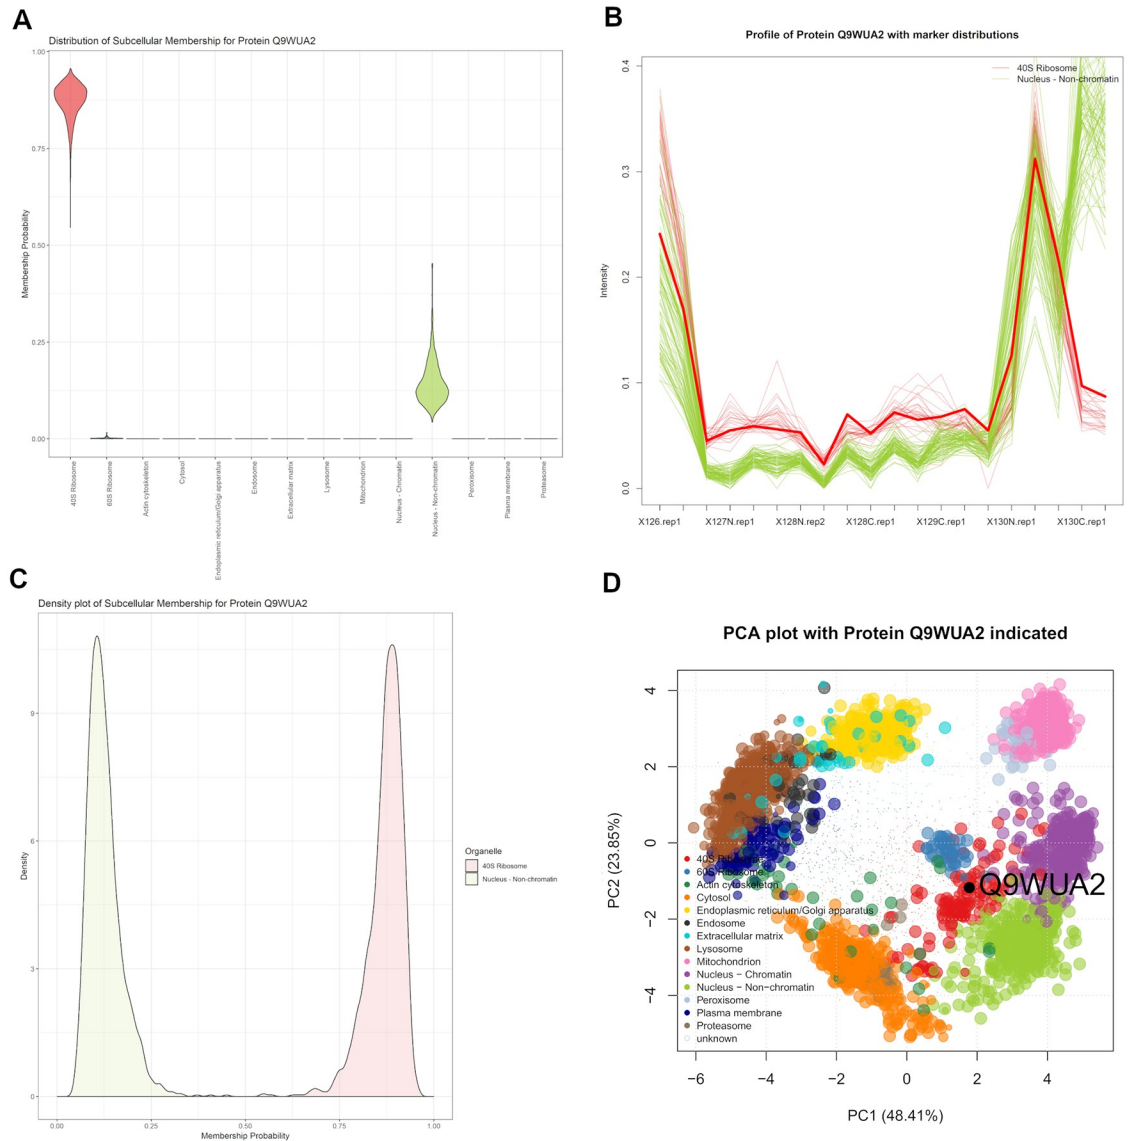 A
Distribution of Subcellular Membership for Protein Q9WUA2
1.00
0.75
0.50
0.25
0.00
Membership Probability
40S Ribosome
60S Ribosome
Actin cytoskeleton
Cytosol
Endoplasmic reticulum/Golgi apparatus
Endosome
Extracellular matrix
Lysosome
Mitochondrion
Nucleus - Chromatin
Nucleus - Non-chromatin
Peroxisome
Plasma membrane
Proteasome
B
Profile of Protein Q9WUA2 with marker distributions
40S Ribosome
Nucleus - Non-chromatin
0.4
0.3
0.2
0.1
0.0
Intensity
X126.rep1 X127N.rep1 X128N.rep2 X128C.rep1 X129C.rep1 X130N.rep1 X130C.rep1
C
Density plot of Subcellular Membership for Protein Q9WUA2
9
6
3
0
Density
0.00 0.25 0.50 0.75 1.00
Membership Probability
Organelle
40S Ribosome
Nucleus - Non-chromatin
D
PCA plot with Protein Q9WUA2 indicated
4
2
0
−2
−4
PC2 (23.85%)
Q9WUA2
40S Ribosome
60S Ribosome
Actin cytoskeleton
Cytosol
Endoplasmic reticulum/Golgi apparatus
Endosome
Extracellular matrix
Lysosome
Mitochondrion
Nucleus − Chromatin
Nucleus − Non−chromatin
Peroxisome
Plasma membrane
Proteasome
unknown
−6 −4 −2 0 2 4
PC1 (48.41%)